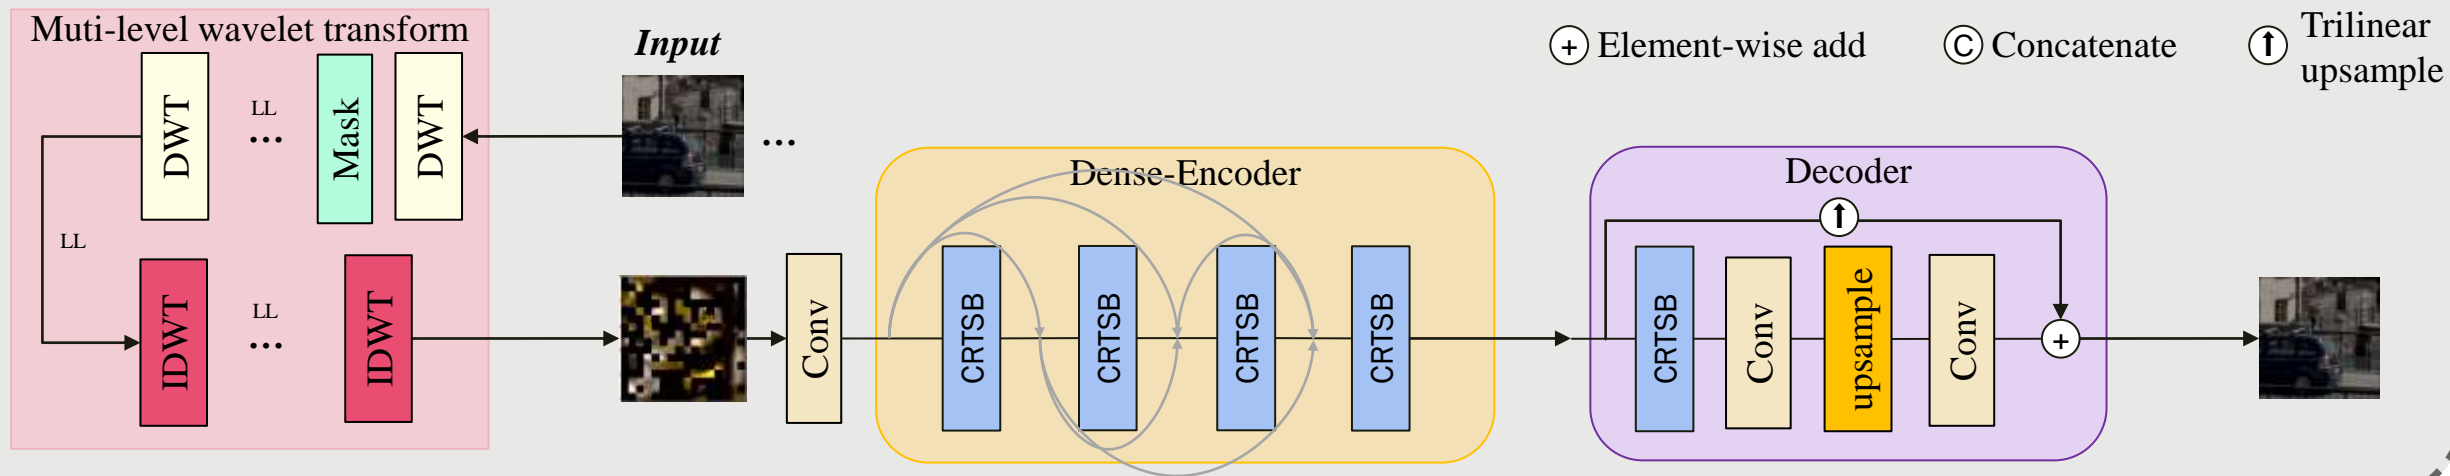 Muti-level wavelet transform
DWT
LL
...
Mask
DWT
LL
IDWT
LL
...
IDWT
Input
...
Conv
Dense-Encoder
CRTSB
CRTSB
CRTSB
CRTSB
+ Element-wise add
C Concatenate
Trilinear
upsample
Decoder
CRTSB
Conv
upsample
Conv
+